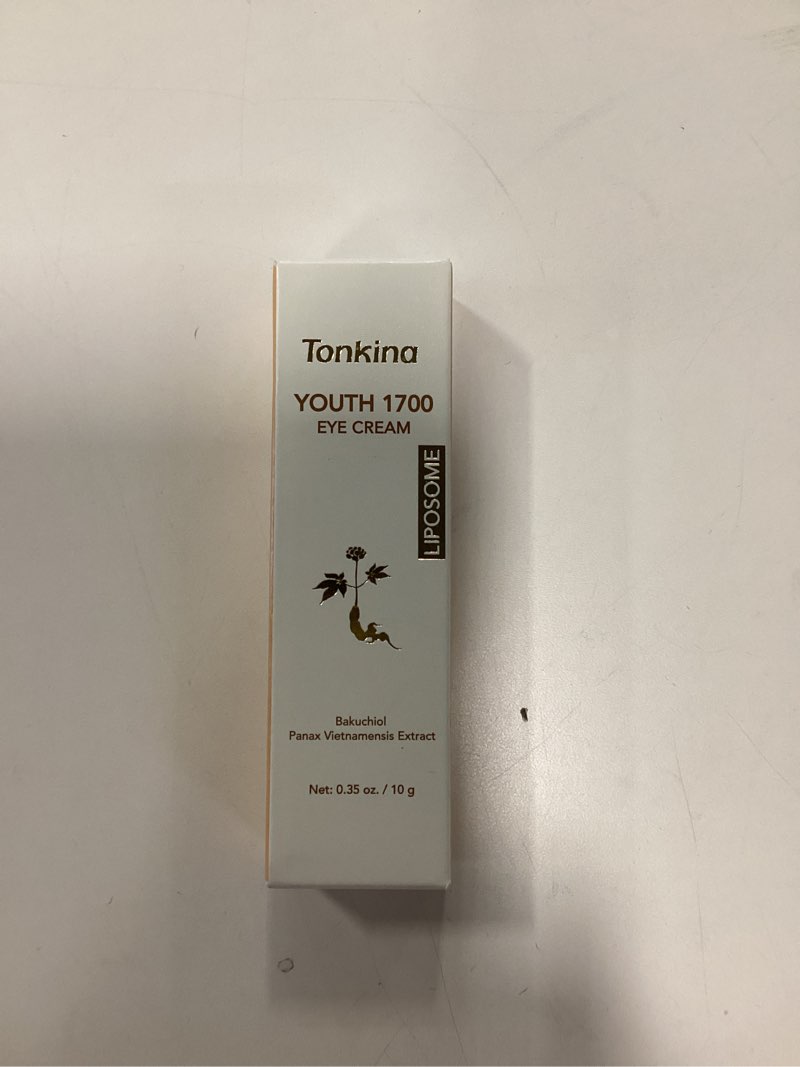 Tonkina
YOUTH 1700
EYE CREAM
LIPOSOME
Bakuchiol
Panax Vietnamensis Extract
Net: 0.35 oz. / 10 g